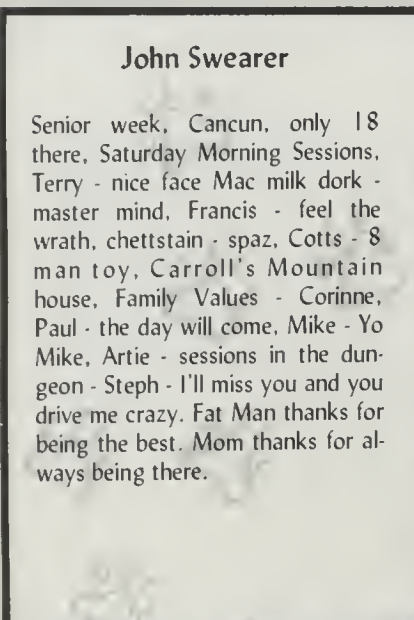 John Swearer
Senior week, Cancun, only 18
there, Saturday Morning Sessions,
Terry - nice face Mac milk dork -
master mind, Francis - feel the
wrath, chettstain - spaz, Cotts - 8
man toy, Carroll's Mountain
house, Family Values - Corinne,
Paul - the day will come, Mike - Yo
Mike, Artie - sessions in the dun-
geon - Steph - I'll miss you and you
drive me crazy. Fat Man thanks for
being the best. Mom thanks for al-
ways being there.